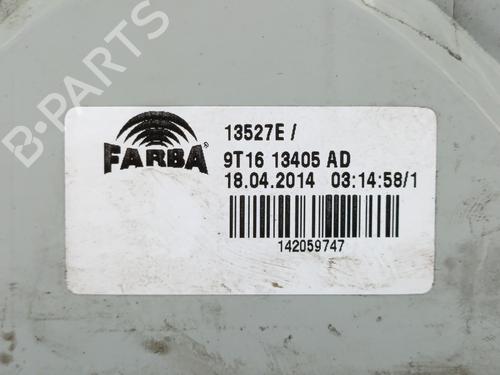 B-PARTS
FARBA®
13527E /
9T16 13405 AD
18.04.2014 03:14:58/1
142059747